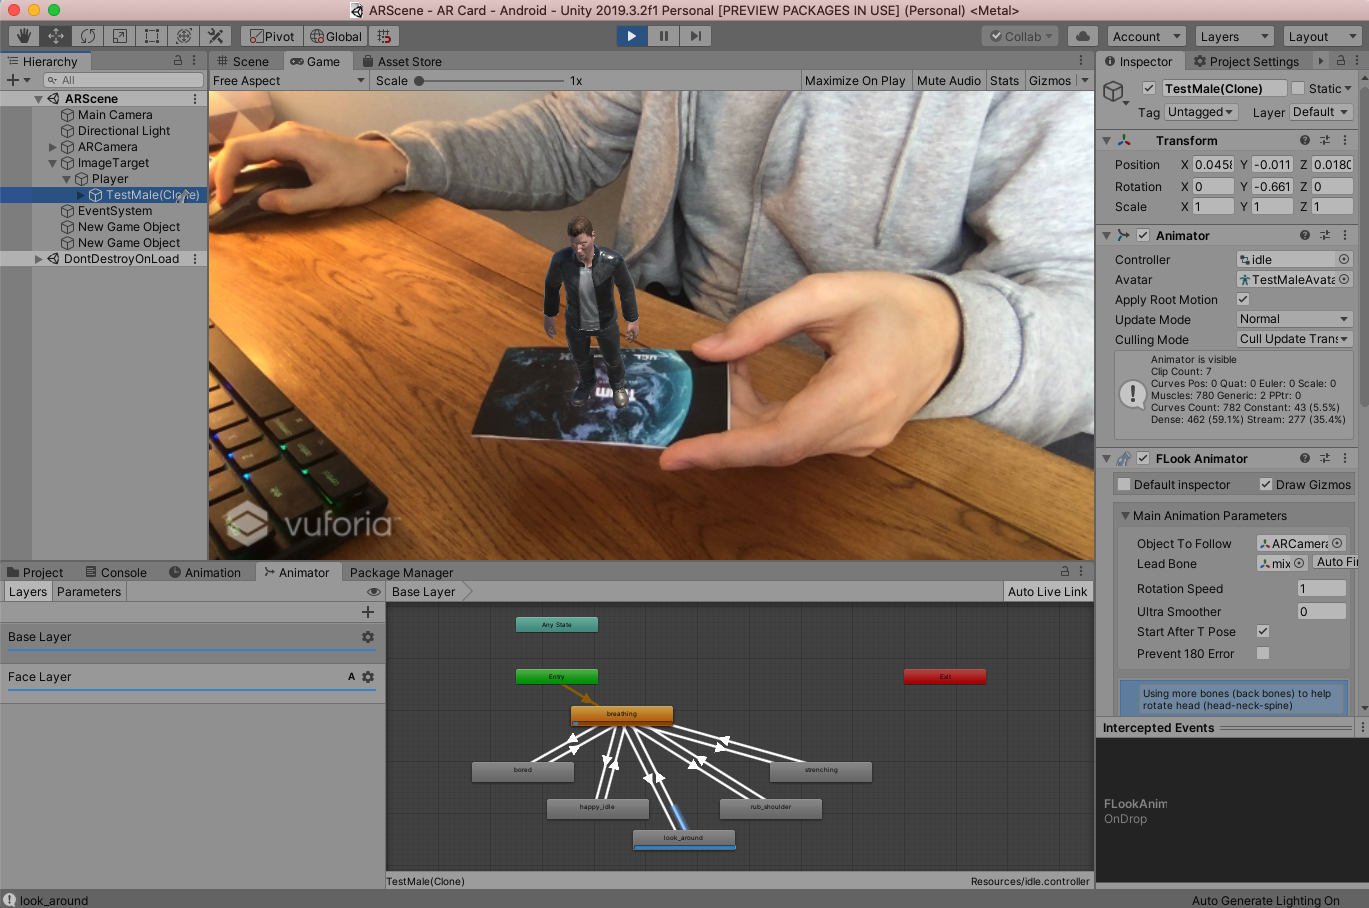 ARScene - AR Card - Android - Unity 2019.3.2f1 Personal [PREVIEW PACKAGES IN USE] (Personal) <Metal>
Pivot Global Collab Account Layers Layout
Hierarchy
All
ARScene
Main Camera
Directional Light
ARCamera
ImageTarget
Player
TestMale(Clone)
EventSystem
New Game Object
New Game Object
DontDestroyOnLoad
Scene Game Asset Store
Free Aspect Scale 1x Maximize On Play Mute Audio Stats Gizmos
vuforia
Inspector Project Settings
TestMale(Clone) Static
Tag Untagged Layer Default
Transform
Position X 0.0458 Y -0.011 Z 0.0180
Rotation X 0 Y -0.661 Z 0
Scale X 1 Y 1 Z 1
Animator
Controller idle
Avatar TestMaleAvata
Apply Root Motion
Update Mode Normal
Culling Mode Cull Update Trans
Animator is visible
Clip Count: 7
Curves Pos: 0 Quat: 0 Euler: 0 Scale: 0
Muscles: 780 Generic: 2 PPtr: 0
Curves Count: 782 Constant: 43 (5.5%)
Dense: 462 (59.1%) Stream: 277 (35.4%)
FLook Animator
Default inspector Draw Gizmos
Main Animation Parameters
Object To Follow ARCamera
Lead Bone mix Auto Fi
Rotation Speed 1
Ultra Smoother 0
Start After T Pose
Prevent 180 Error
Using more bones (back bones) to help
rotate head (head-neck-spine)
Intercepted Events
FLookAnim
OnDrop
Project Console Animation Animator Package Manager
Layers Parameters Base Layer Auto Live Link
Base Layer
Face Layer A
Any State
Entry
Exit
breathing
bored
strenching
happy_idle
rub_shoulder
look_around
TestMale(Clone) Resources/idle.controller
look_around Auto Generate Lighting On